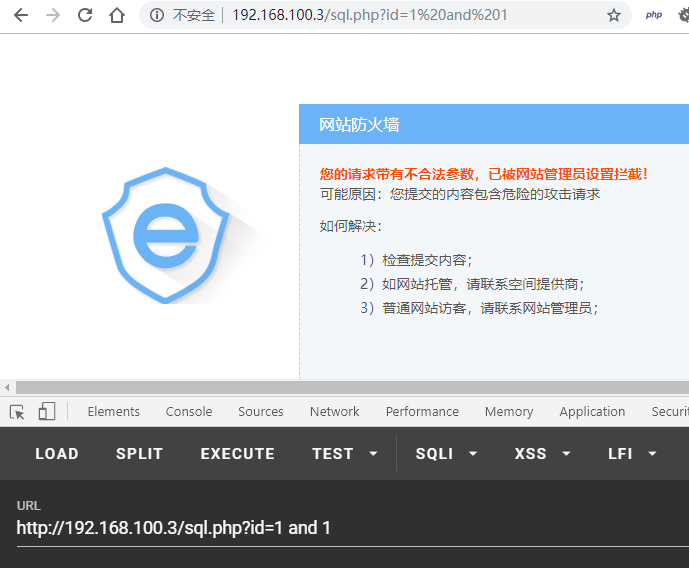 不安全 192.168.100.3/sql.php?id=1%20and%201 php
网站防火墙
您的请求带有不合法参数，已被网站管理员设置拦截！
可能原因：您提交的内容包含危险的攻击请求
如何解决：
1）检查提交内容；
2）如网站托管，请联系空间提供商；
3）普通网站访客，请联系网站管理员；
Elements Console Sources Network Performance Memory Application Securi
LOAD SPLIT EXECUTE TEST SQLI XSS LFI
URL
http://192.168.100.3/sql.php?id=1 and 1